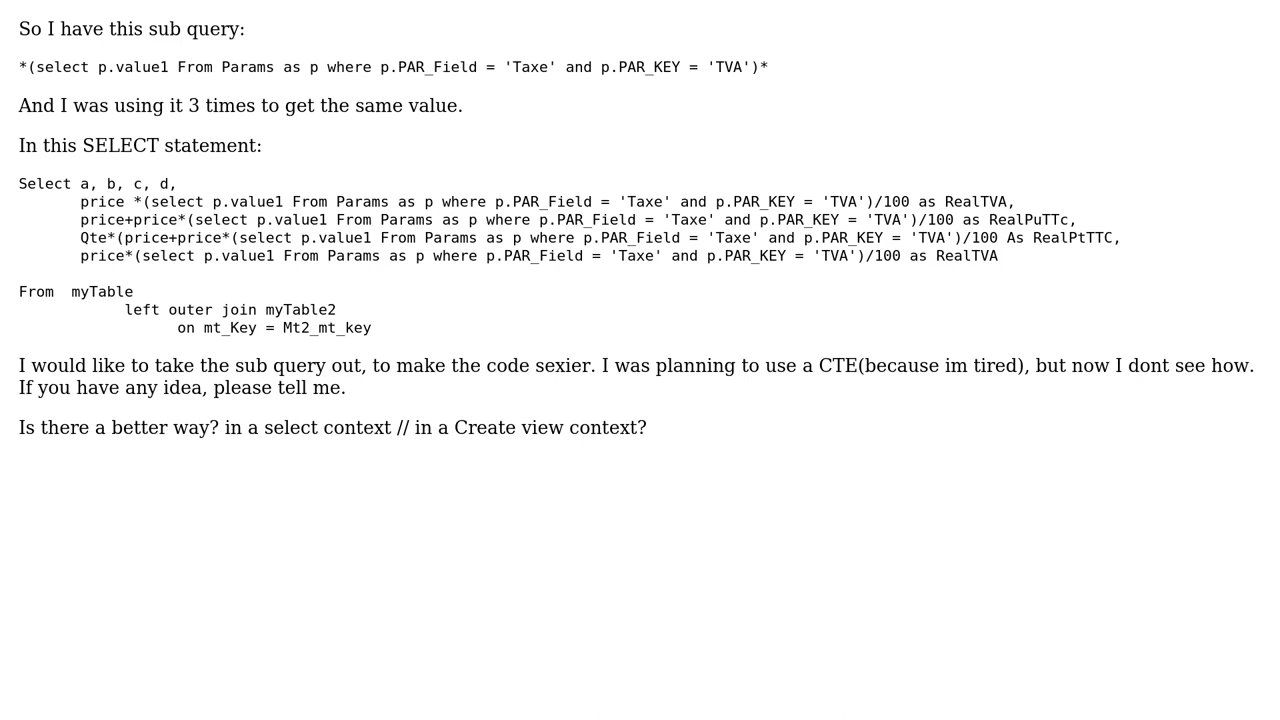 So I have this sub query:
*(select p.value1 From Params as p where p.PAR_Field = 'Taxe' and p.PAR_KEY = 'TVA')*
And I was using it 3 times to get the same value.
In this SELECT statement:
Select a, b, c, d,
       price *(select p.value1 From Params as p where p.PAR_Field = 'Taxe' and p.PAR_KEY = 'TVA')/100 as RealTVA,
       price+price*(select p.value1 From Params as p where p.PAR_Field = 'Taxe' and p.PAR_KEY = 'TVA')/100 as RealPuTTc,
       Qte*(price+price*(select p.value1 From Params as p where p.PAR_Field = 'Taxe' and p.PAR_KEY = 'TVA')/100 As RealPtTTC,
       price*(select p.value1 From Params as p where p.PAR_Field = 'Taxe' and p.PAR_KEY = 'TVA')/100 as RealTVA
From  myTable
            left outer join myTable2
                  on mt_Key = Mt2_mt_key
I would like to take the sub query out, to make the code sexier. I was planning to use a CTE(because im tired), but now I dont see how.
If you have any idea, please tell me.
Is there a better way? in a select context // in a Create view context?